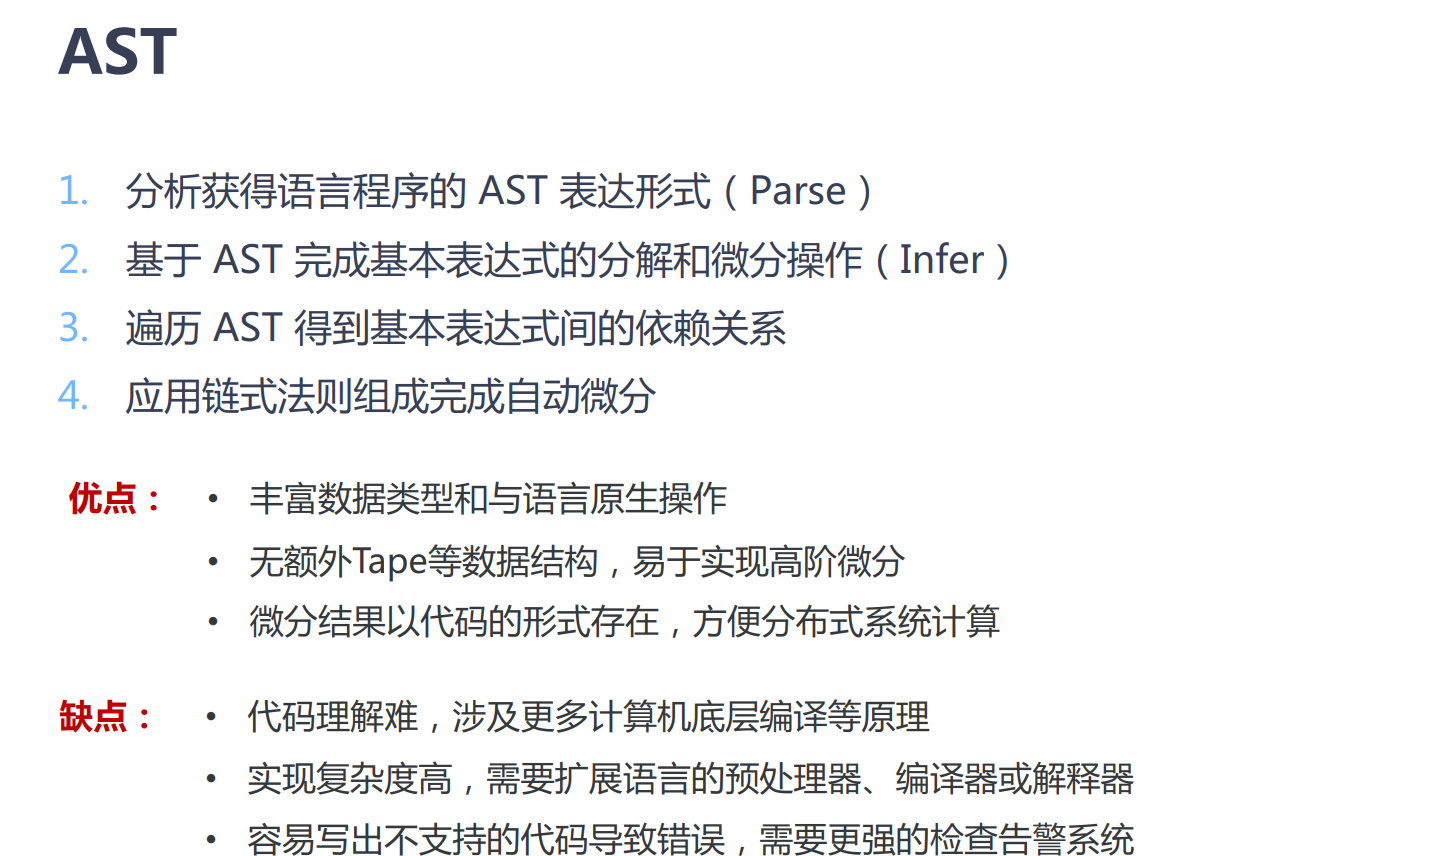 AST
1. 分析获得语言程序的 AST 表达形式（Parse）
2. 基于 AST 完成基本表达式的分解和微分操作（Infer）
3. 遍历 AST 得到基本表达式间的依赖关系
4. 应用链式法则组成完成自动微分
优点： • 丰富数据类型和与语言原生操作
• 无额外Tape等数据结构，易于实现高阶微分
• 微分结果以代码的形式存在，方便分布式系统计算
缺点： • 代码理解难，涉及更多计算机底层编译等原理
• 实现复杂度高，需要扩展语言的预处理器、编译器或解释器
• 容易写出不支持的代码导致错误，需要更强的检查告警系统